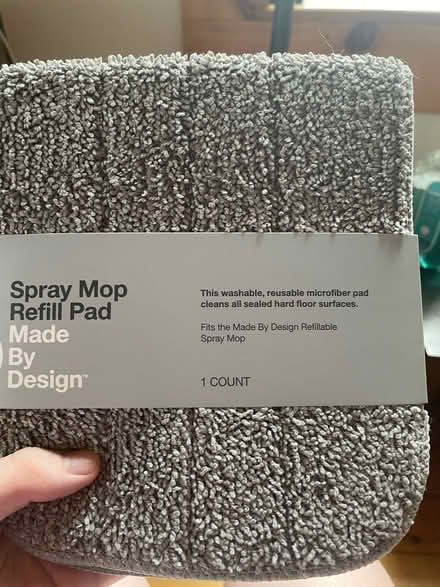 Spray Mop
Refill Pad
Made
By
Design™
This washable, reusable microfiber pad
cleans all sealed hard floor surfaces.
Fits the Made By Design Refillable
Spray Mop
1 COUNT